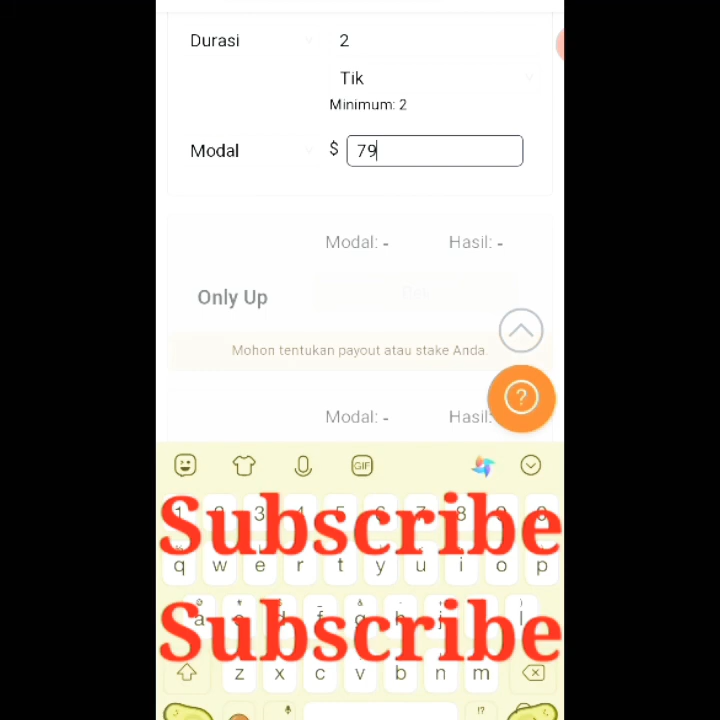 Durasi 2
Tik
Minimum: 2
Modal $ 79
Modal: - Hasil: -
Only Up
Mohon tentukan payout atau stake Anda.
Modal: - Hasil:
?
GIF
Subscribe
q w e r t y u i o p
Subscribe
z x c v b n m
!?